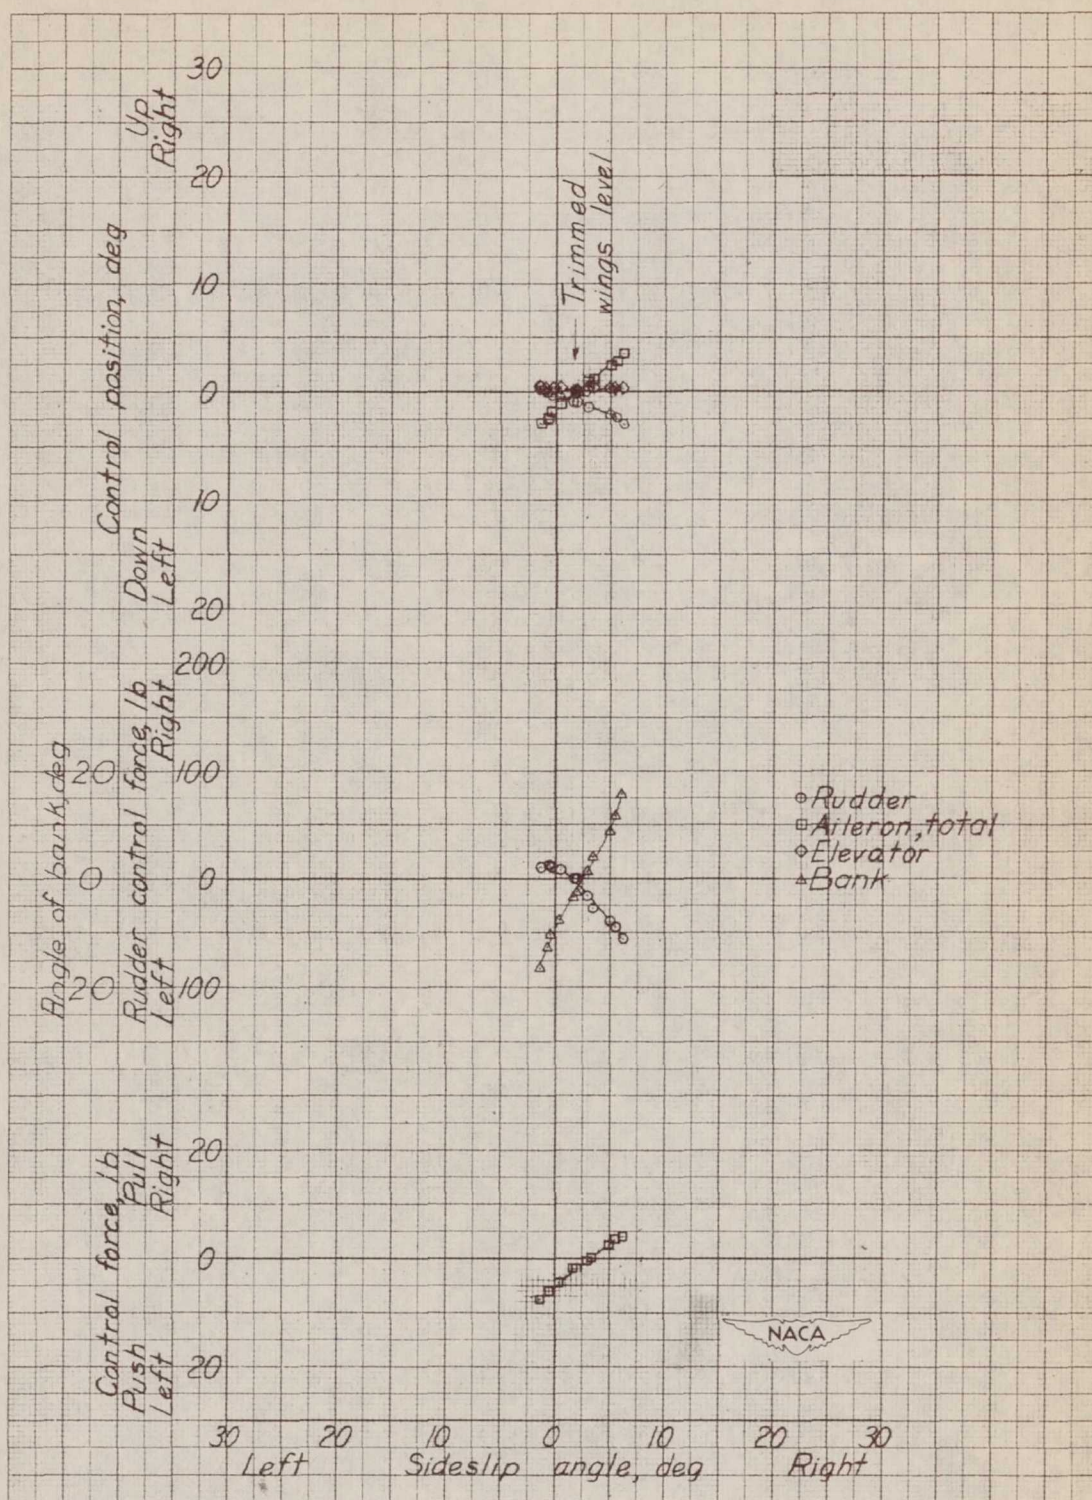 30
Up
Right
20
Trimmed
wings level
Control position, deg
10
0
10
Down
Left
20
200
Rudder control force, lb
Right
Angle of bank, deg
20
100
0
0
Left
20
100
Rudder
Aileron, total
Elevator
Bank
20
Control force, lb
Pull
Right
0
Push
Left
20
NACA
30 20 10 0 10 20 30
Left Sideslip angle, deg Right